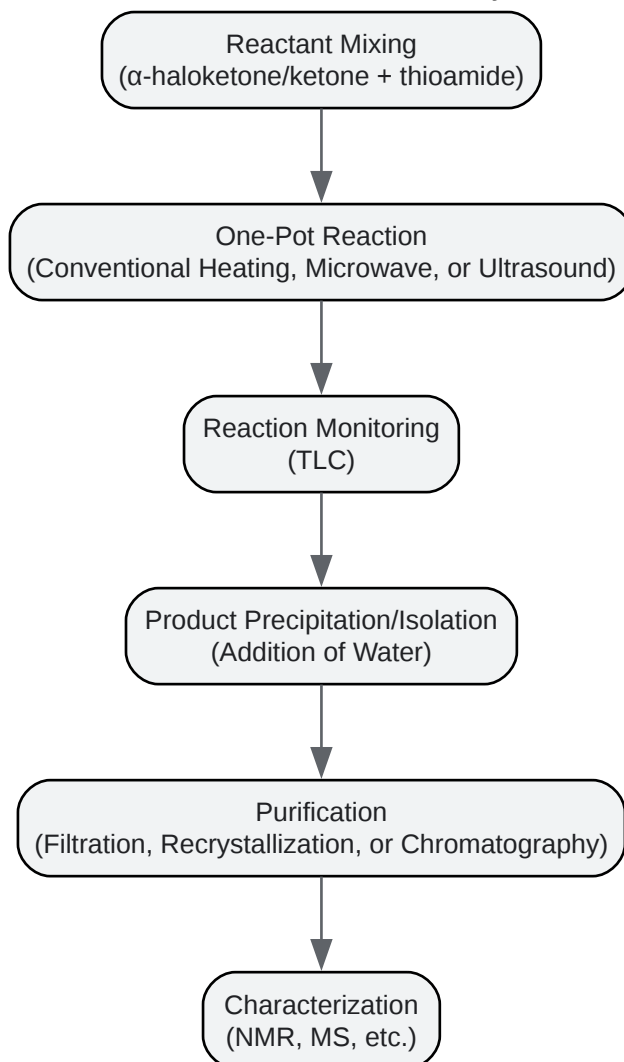 Reactant Mixing
(α-haloketone/ketone + thioamide)
One-Pot Reaction
(Conventional Heating, Microwave, or Ultrasound)
Reaction Monitoring
(TLC)
Product Precipitation/Isolation
(Addition of Water)
Purification
(Filtration, Recrystallization, or Chromatography)
Characterization
(NMR, MS, etc.)